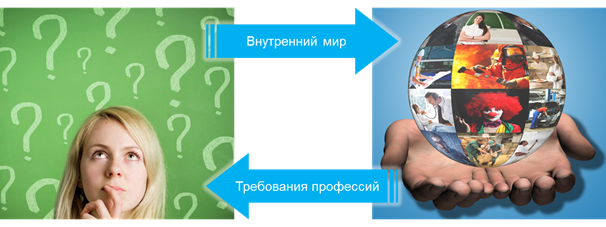 Внутренний мир
Требования профессий